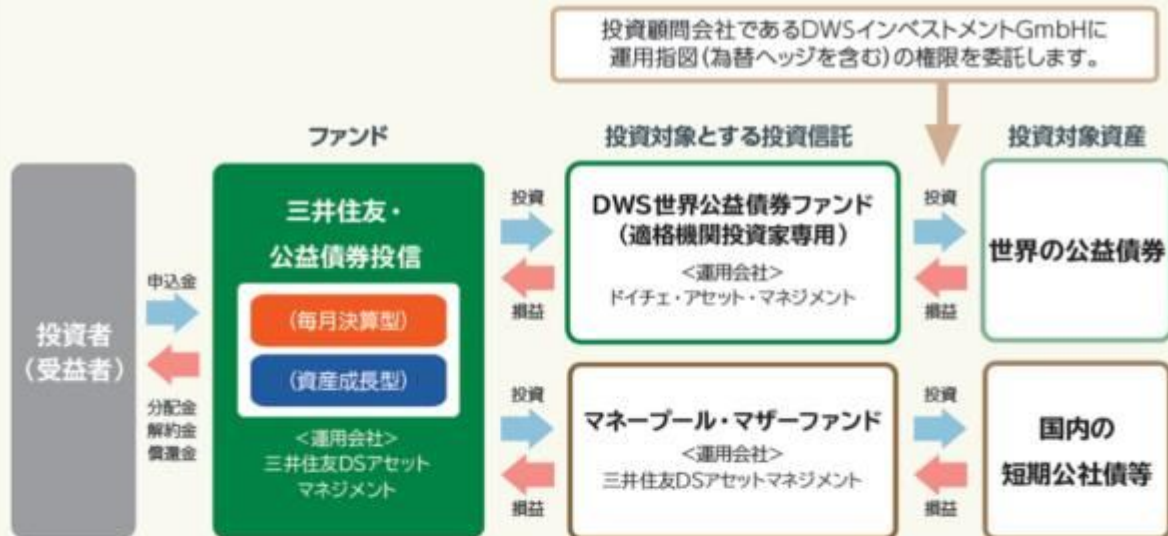 投資顧問会社であるDWSインベストメントGmbHに
運用指図(為替ヘッジを含む)の権限を委託します。
ファンド
投資対象とする投資信託
投資対象資産
投資者
(受益者)
申込金
分配金
解約金
償還金
三井住友・
公益債券投信
(毎月決算型)
(資産成長型)
<運用会社>
三井住友DSアセット
マネジメント
投資
損益
投資
損益
DWS世界公益債券ファンド
(適格機関投資家専用)
<運用会社>
ドイチェ・アセット・マネジメント
マネープール・マザーファンド
<運用会社>
三井住友DSアセットマネジメント
投資
損益
投資
損益
世界の公益債券
国内の
短期公社債等